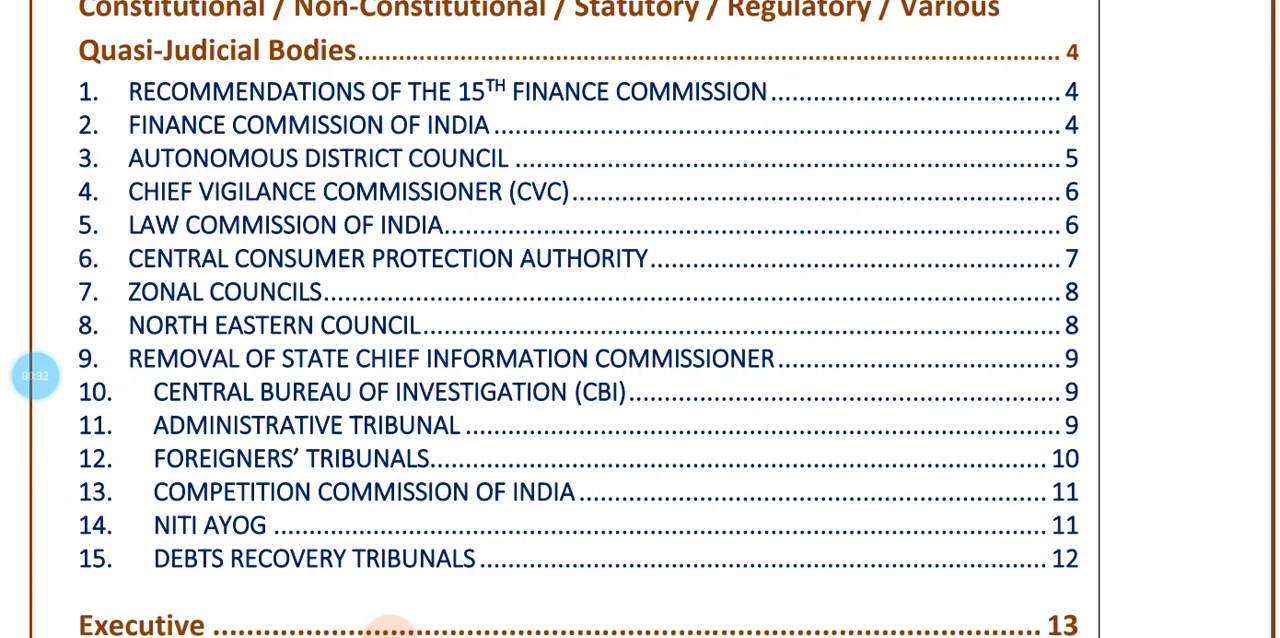 Constitutional / Non-Constitutional / Statutory / Regulatory / Various
Quasi-Judicial Bodies........................................................................................................ 4
1. RECOMMENDATIONS OF THE 15TH FINANCE COMMISSION.......................................... 4
2. FINANCE COMMISSION OF INDIA.................................................................................. 4
3. AUTONOMOUS DISTRICT COUNCIL ............................................................................... 5
4. CHIEF VIGILANCE COMMISSIONER (CVC)....................................................................... 6
5. LAW COMMISSION OF INDIA......................................................................................... 6
6. CENTRAL CONSUMER PROTECTION AUTHORITY............................................................ 7
7. ZONAL COUNCILS........................................................................................................... 8
8. NORTH EASTERN COUNCIL............................................................................................. 8
9. REMOVAL OF STATE CHIEF INFORMATION COMMISSIONER......................................... 9
00:32
10. CENTRAL BUREAU OF INVESTIGATION (CBI)............................................................... 9
11. ADMINISTRATIVE TRIBUNAL ....................................................................................... 9
12. FOREIGNERS’ TRIBUNALS.......................................................................................... 10
13. COMPETITION COMMISSION OF INDIA .................................................................... 11
14. NITI AYOG ................................................................................................................. 11
15. DEBTS RECOVERY TRIBUNALS ................................................................................... 12
Executive ........................................................................................................ 13